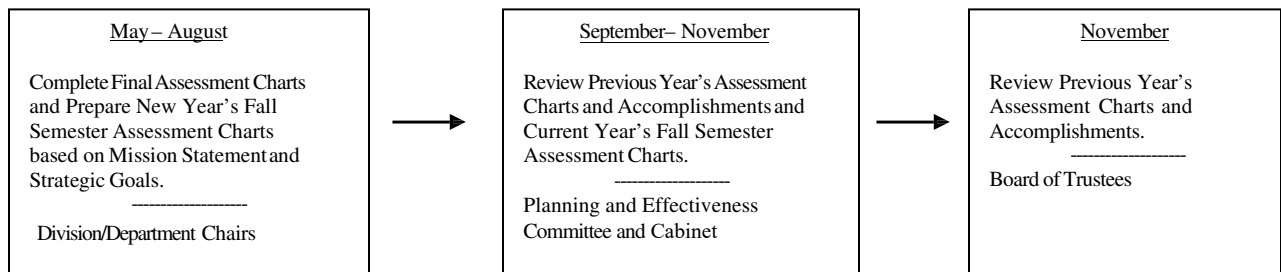 May – August
Complete Final Assessment Charts
and Prepare New Year's Fall
Semester Assessment Charts
based on Mission Statement and
Strategic Goals.
--------------------
Division/Department Chairs
September– November
Review Previous Year's Assessment
Charts and Accomplishments and
Current Year's Fall Semester
Assessment Charts.
--------------------
Planning and Effectiveness
Committee and Cabinet
November
Review Previous Year's
Assessment Charts and
Accomplishments.
--------------------
Board of Trustees